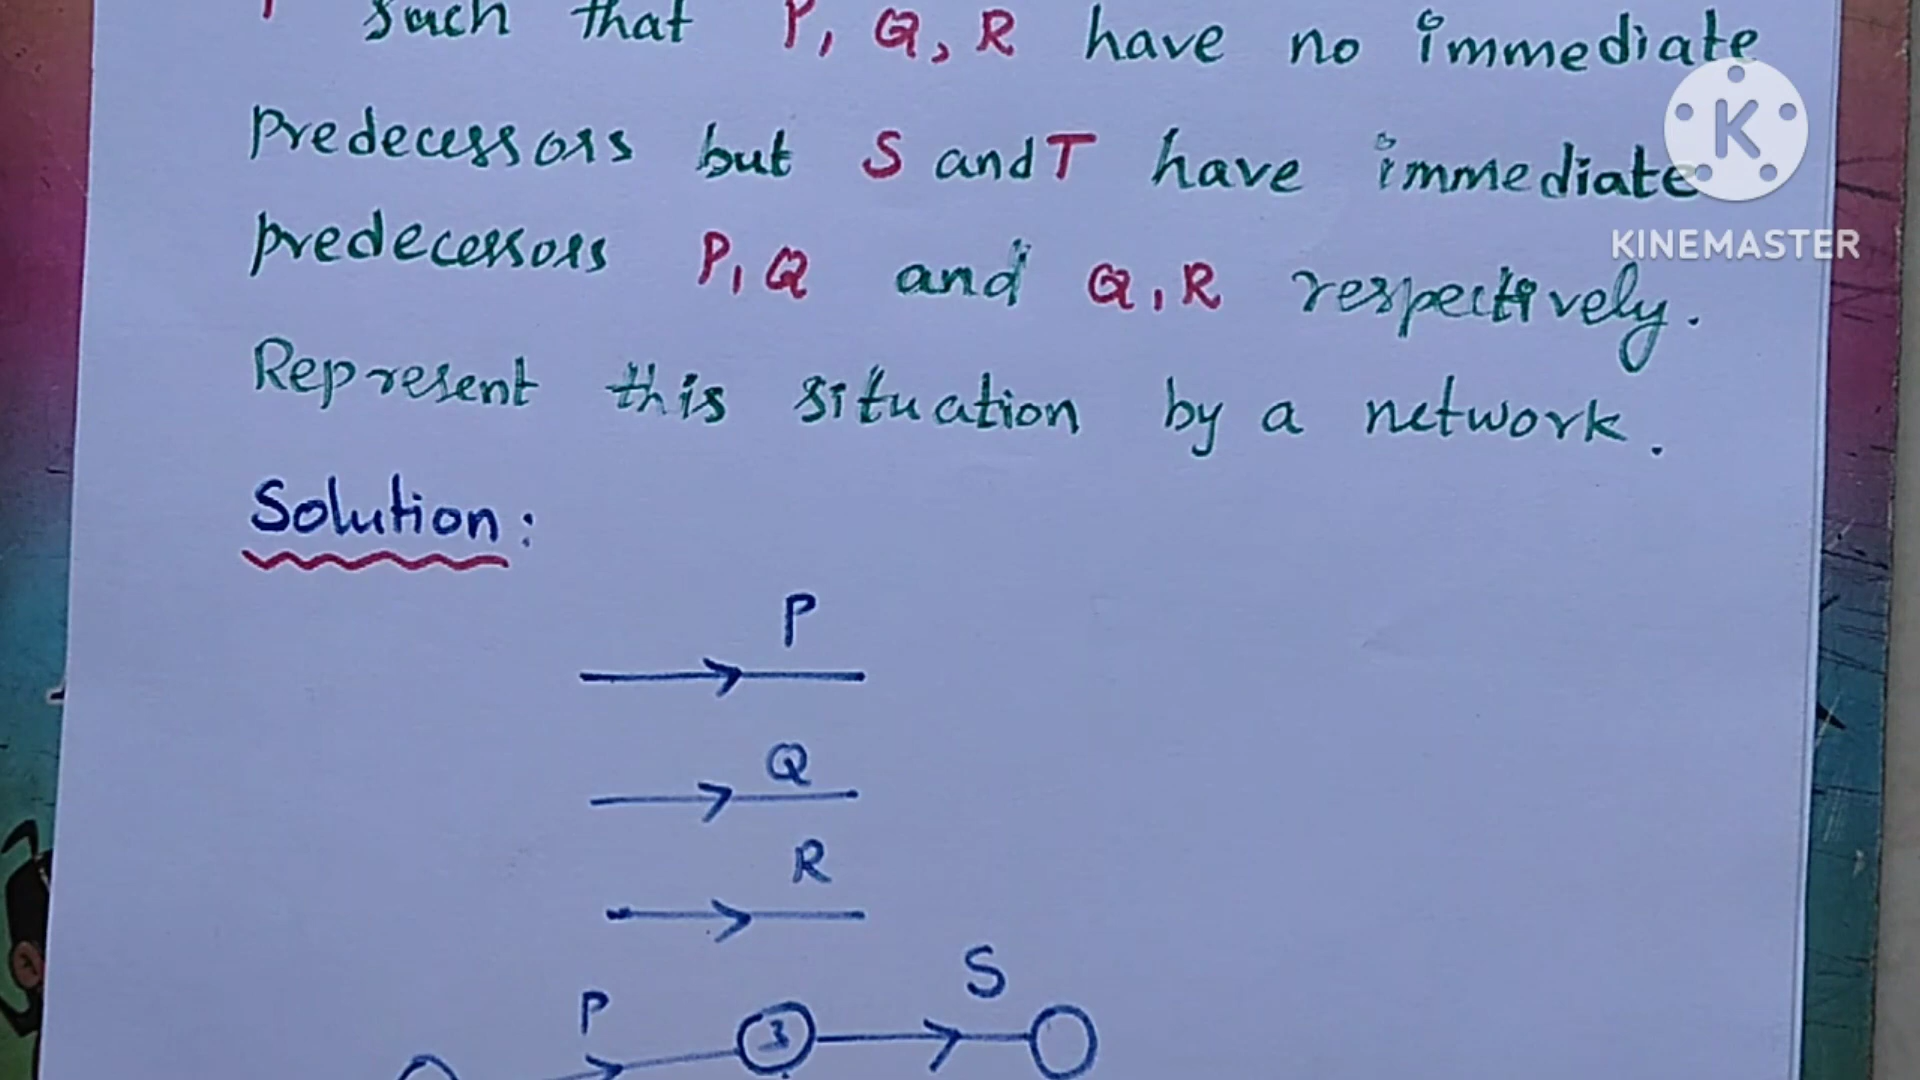 such that P, Q, R have no immediate
predecessors but S and T have immediate
predecessors P, Q and Q, R respectively.
Represent this situation by a network.
Solution:
P
Q
R
S
P
3
K
KINEMASTER